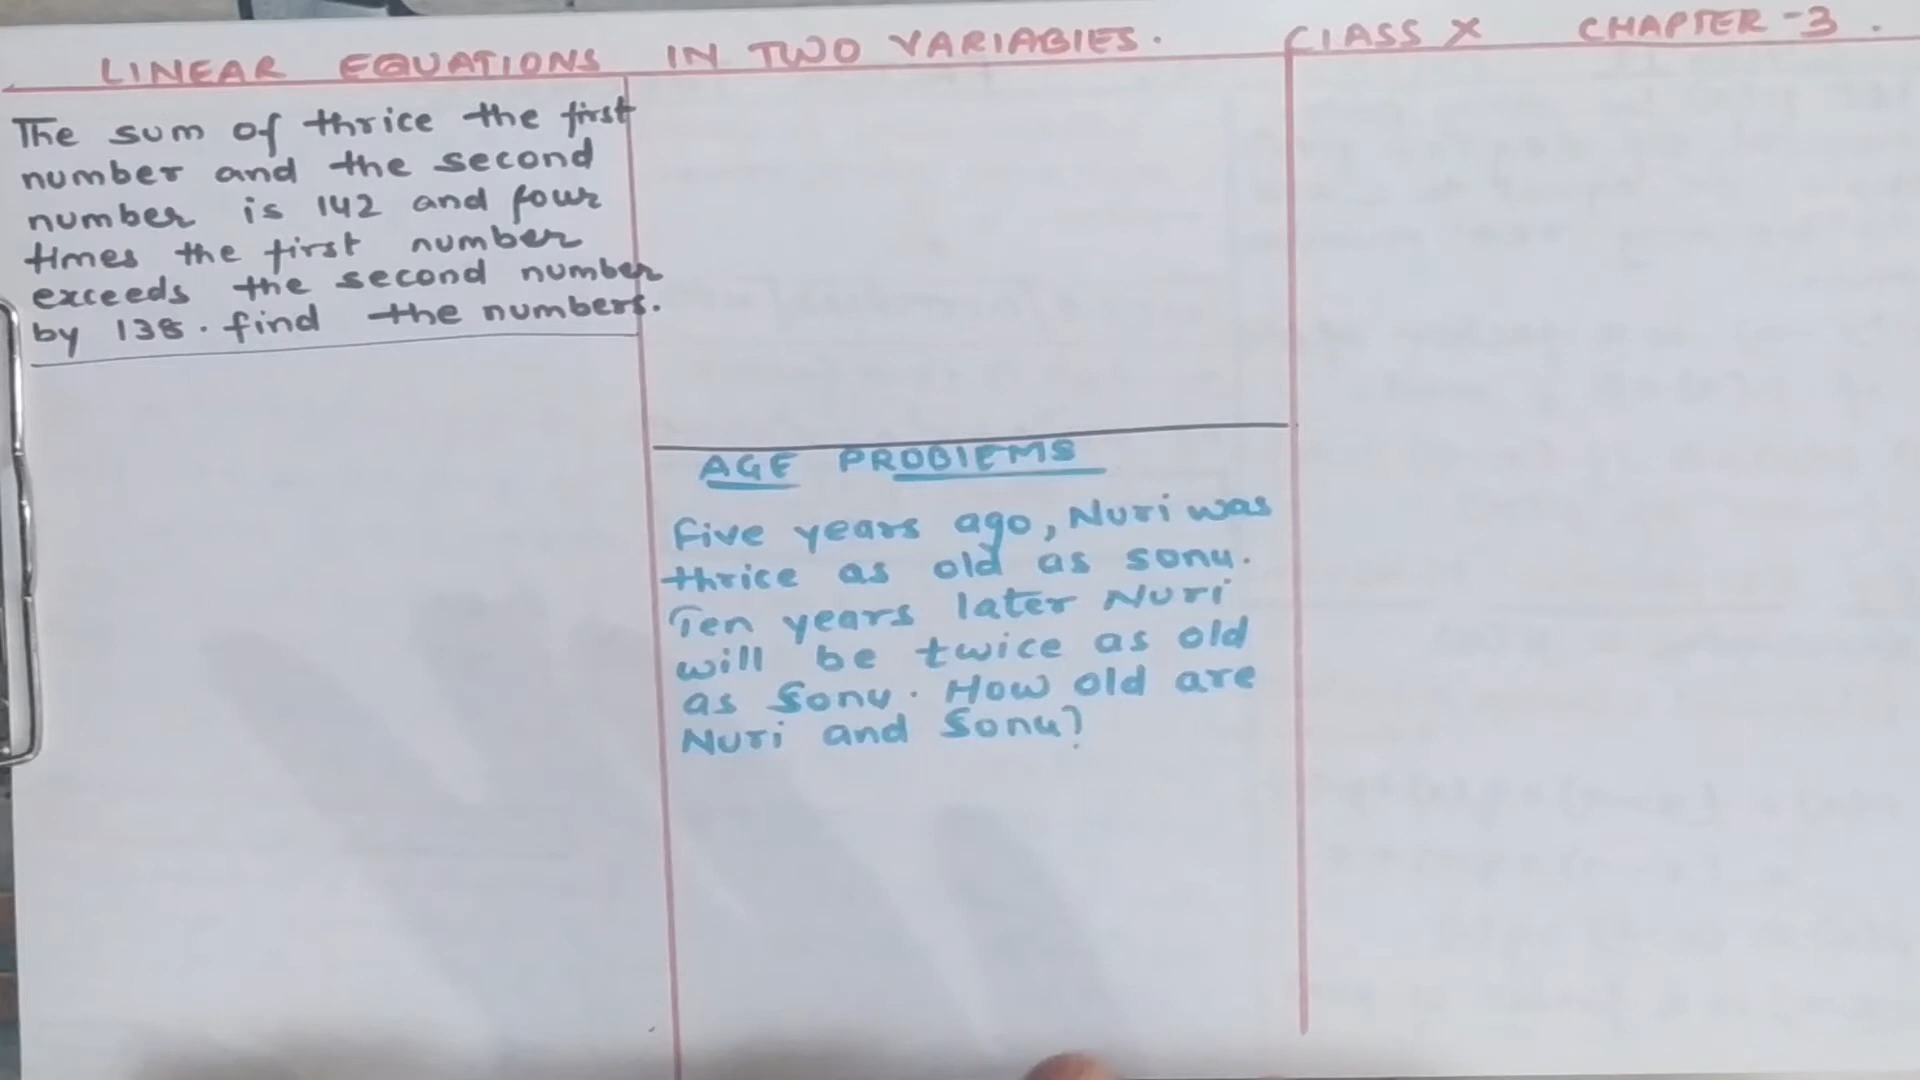 LINEAR EQUATIONS IN TWO VARIABLES. CLASS X CHAPTER-3.
The sum of thrice the first
number and the second
number is 142 and four
times the first number
exceeds the second number
by 138. find the numbers.
AGE PROBLEMS
Five years ago, Nuri was
thrice as old as sonu.
Ten years later Nuri
will be twice as old
as Sonu. How old are
Nuri and Sonu?